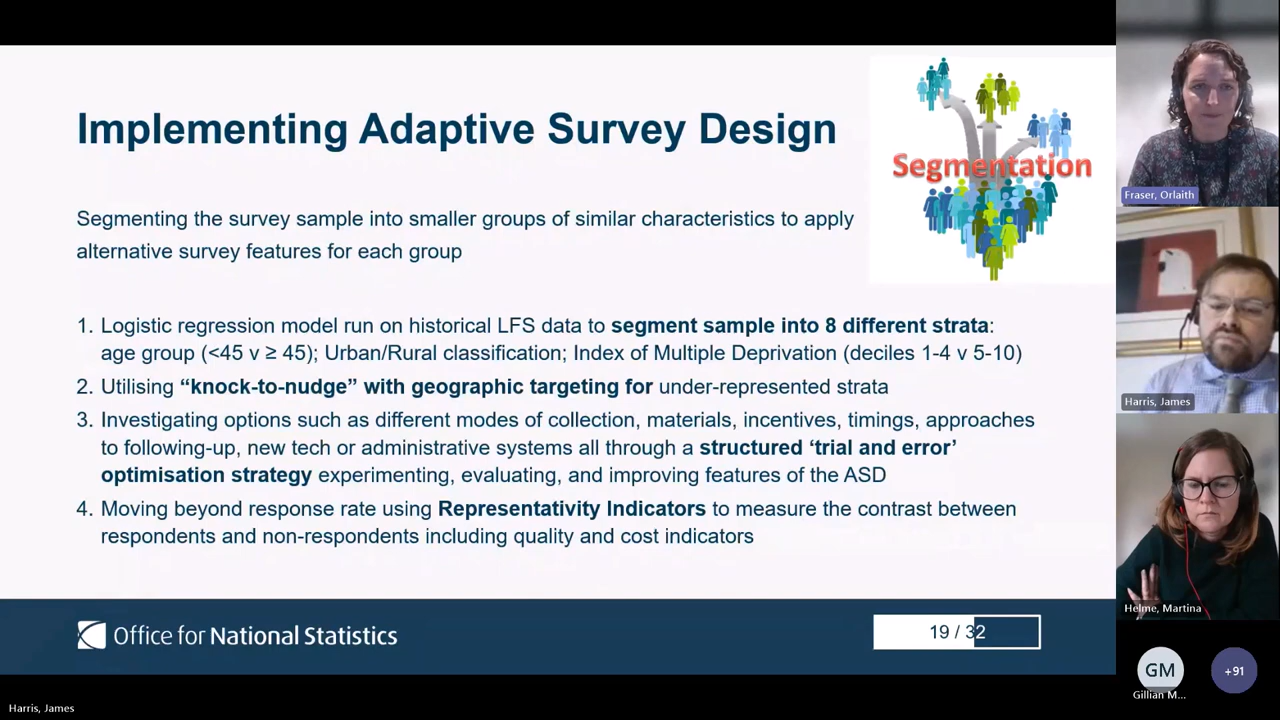 Implementing Adaptive Survey Design
Segmentation
Segmenting the survey sample into smaller groups of similar characteristics to apply
alternative survey features for each group
1. Logistic regression model run on historical LFS data to segment sample into 8 different strata:
age group (<45 v ≥ 45); Urban/Rural classification; Index of Multiple Deprivation (deciles 1-4 v 5-10)
2. Utilising “knock-to-nudge” with geographic targeting for under-represented strata
3. Investigating options such as different modes of collection, materials, incentives, timings, approaches
to following-up, new tech or administrative systems all through a structured ‘trial and error’
optimisation strategy experimenting, evaluating, and improving features of the ASD
4. Moving beyond response rate using Representativity Indicators to measure the contrast between
respondents and non-respondents including quality and cost indicators
Office for National Statistics
19 / 32
Fraser, Orlaith
Harris, James
Helme, Martina
GM
+91
Gillian M...
Harris, James